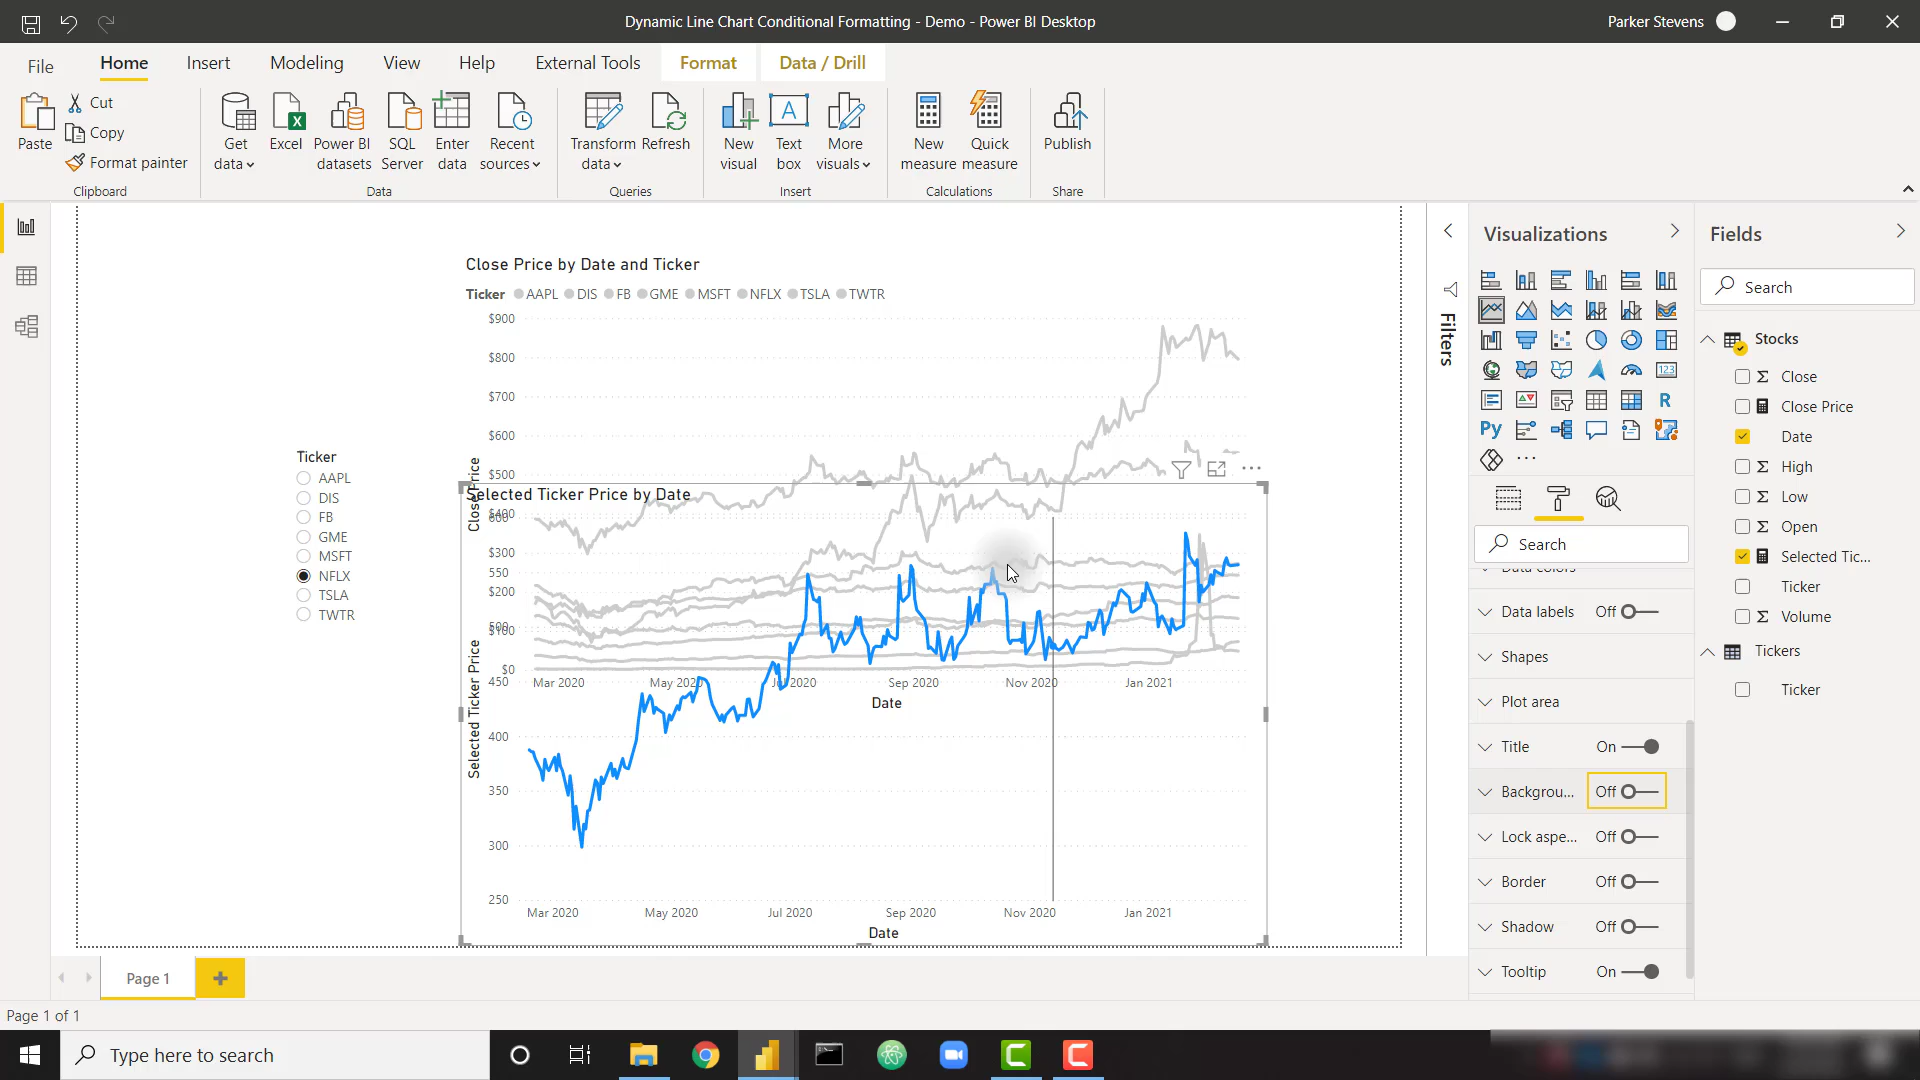 Dynamic Line Chart Conditional Formatting - Demo - Power BI Desktop
Parker Stevens
File Home Insert Modeling View Help External Tools Format Data / Drill
Paste
Cut
Copy
Format painter
Clipboard
Get data
Excel
Power BI datasets
SQL Server
Enter data
Recent sources
Data
Transform data
Refresh
Queries
New visual
Text box
More visuals
Insert
New measure
Quick measure
Calculations
Publish
Share
Close Price by Date and Ticker
Ticker AAPL DIS FB GME MSFT NFLX TSLA TWTR
$900
$800
$700
$600
$500
$400
$300
$200
$100
$0
Close Price
Mar 2020 May 2020 Jul 2020 Sep 2020 Nov 2020 Jan 2021
Date
Ticker
AAPL
DIS
FB
GME
MSFT
NFLX
TSLA
TWTR
Selected Ticker Price by Date
600
550
500
450
400
350
300
250
Selected Ticker Price
Mar 2020 May 2020 Jul 2020 Sep 2020 Nov 2020 Jan 2021
Date
Filters
Visualizations
123
R
Py
Search
Data colors
Data labels Off
Shapes
Plot area
Title On
Backgrou... Off
Lock aspe... Off
Border Off
Shadow Off
Tooltip On
Fields
Search
Stocks
Close
Close Price
Date
High
Low
Open
Selected Tic...
Ticker
Volume
Tickers
Ticker
Page 1
Page 1 of 1
Type here to search